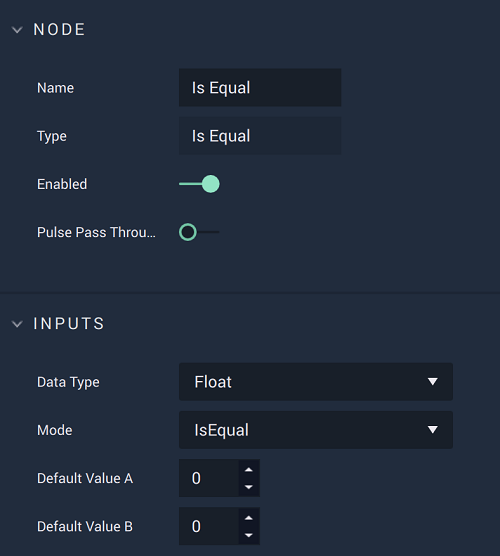 NODE
Name Is Equal
Type Is Equal
Enabled
Pulse Pass Throu...
INPUTS
Data Type Float
Mode IsEqual
Default Value A 0
Default Value B 0